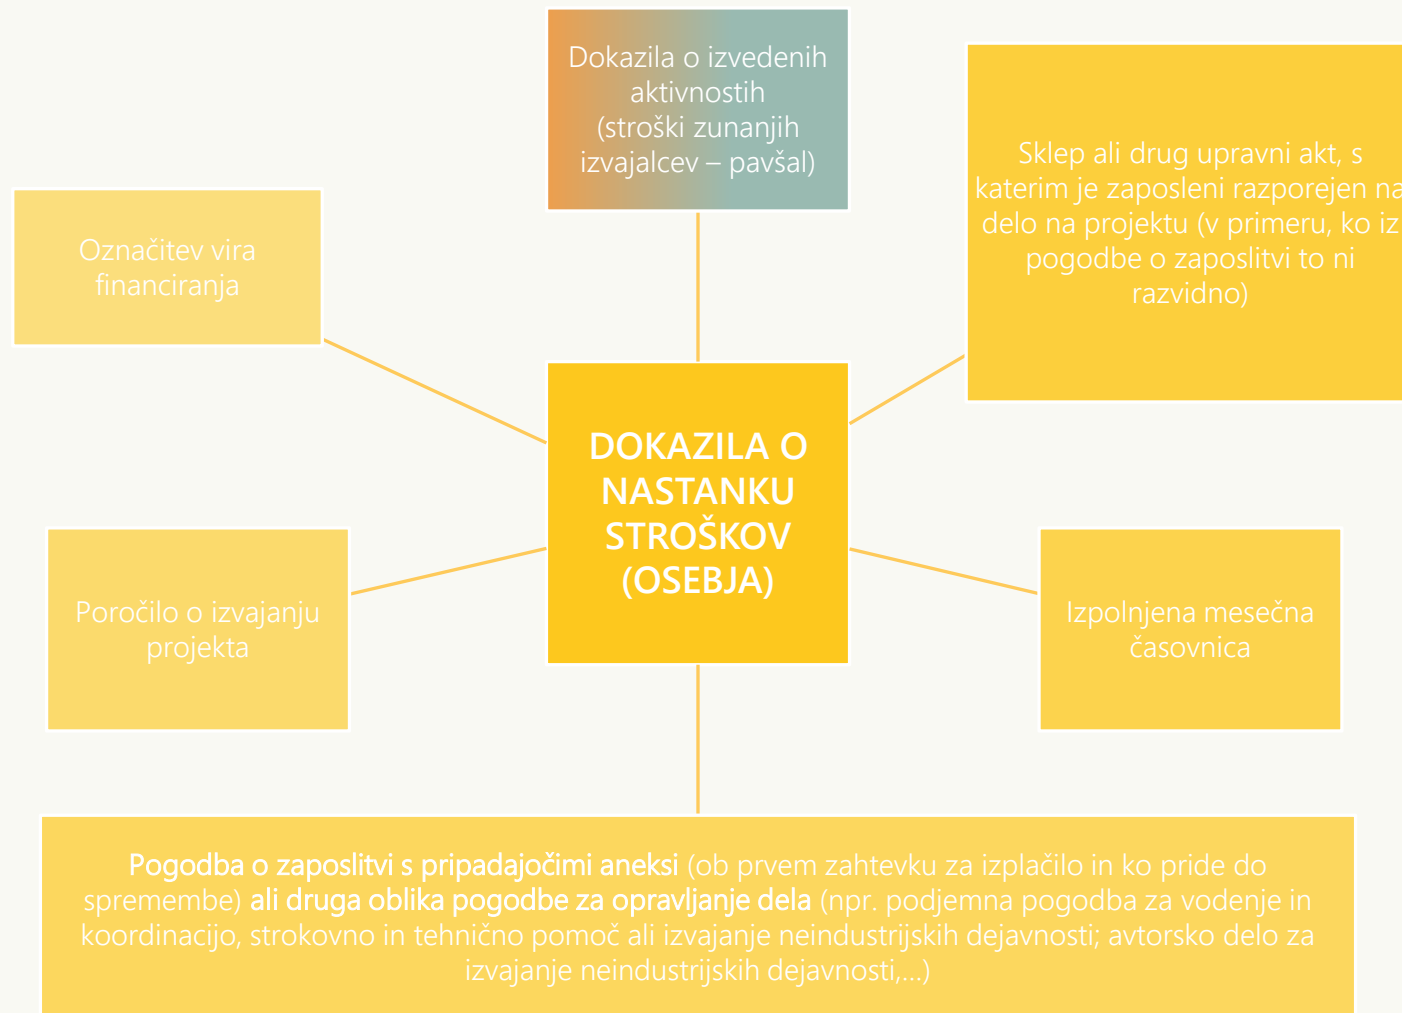 Dokazila o izvedenih
aktivnostih
(stroški zunanjih
izvajalcev – pavšal)
Sklep ali drug upravni akt, s
katerim je zaposleni razporejen na
delo na projektu (v primeru, ko iz
pogodbe o zaposlitvi to ni
razvidno)
Označitev vira
financiranja
DOKAZILA O
NASTANKU
STROŠKOV
(OSEBJA)
Poročilo o izvajanju
projekta
Izpolnjena mesečna
časovnica
Pogodba o zaposlitvi s pripadajočimi aneksi (ob prvem zahtevku za izplačilo in ko pride do
spremembe) ali druga oblika pogodbe za opravljanje dela (npr. podjemna pogodba za vodenje in
koordinacijo, strokovno in tehnično pomoč ali izvajanje neindustrijskih dejavnosti; avtorsko delo za
izvajanje neindustrijskih dejavnosti,...)